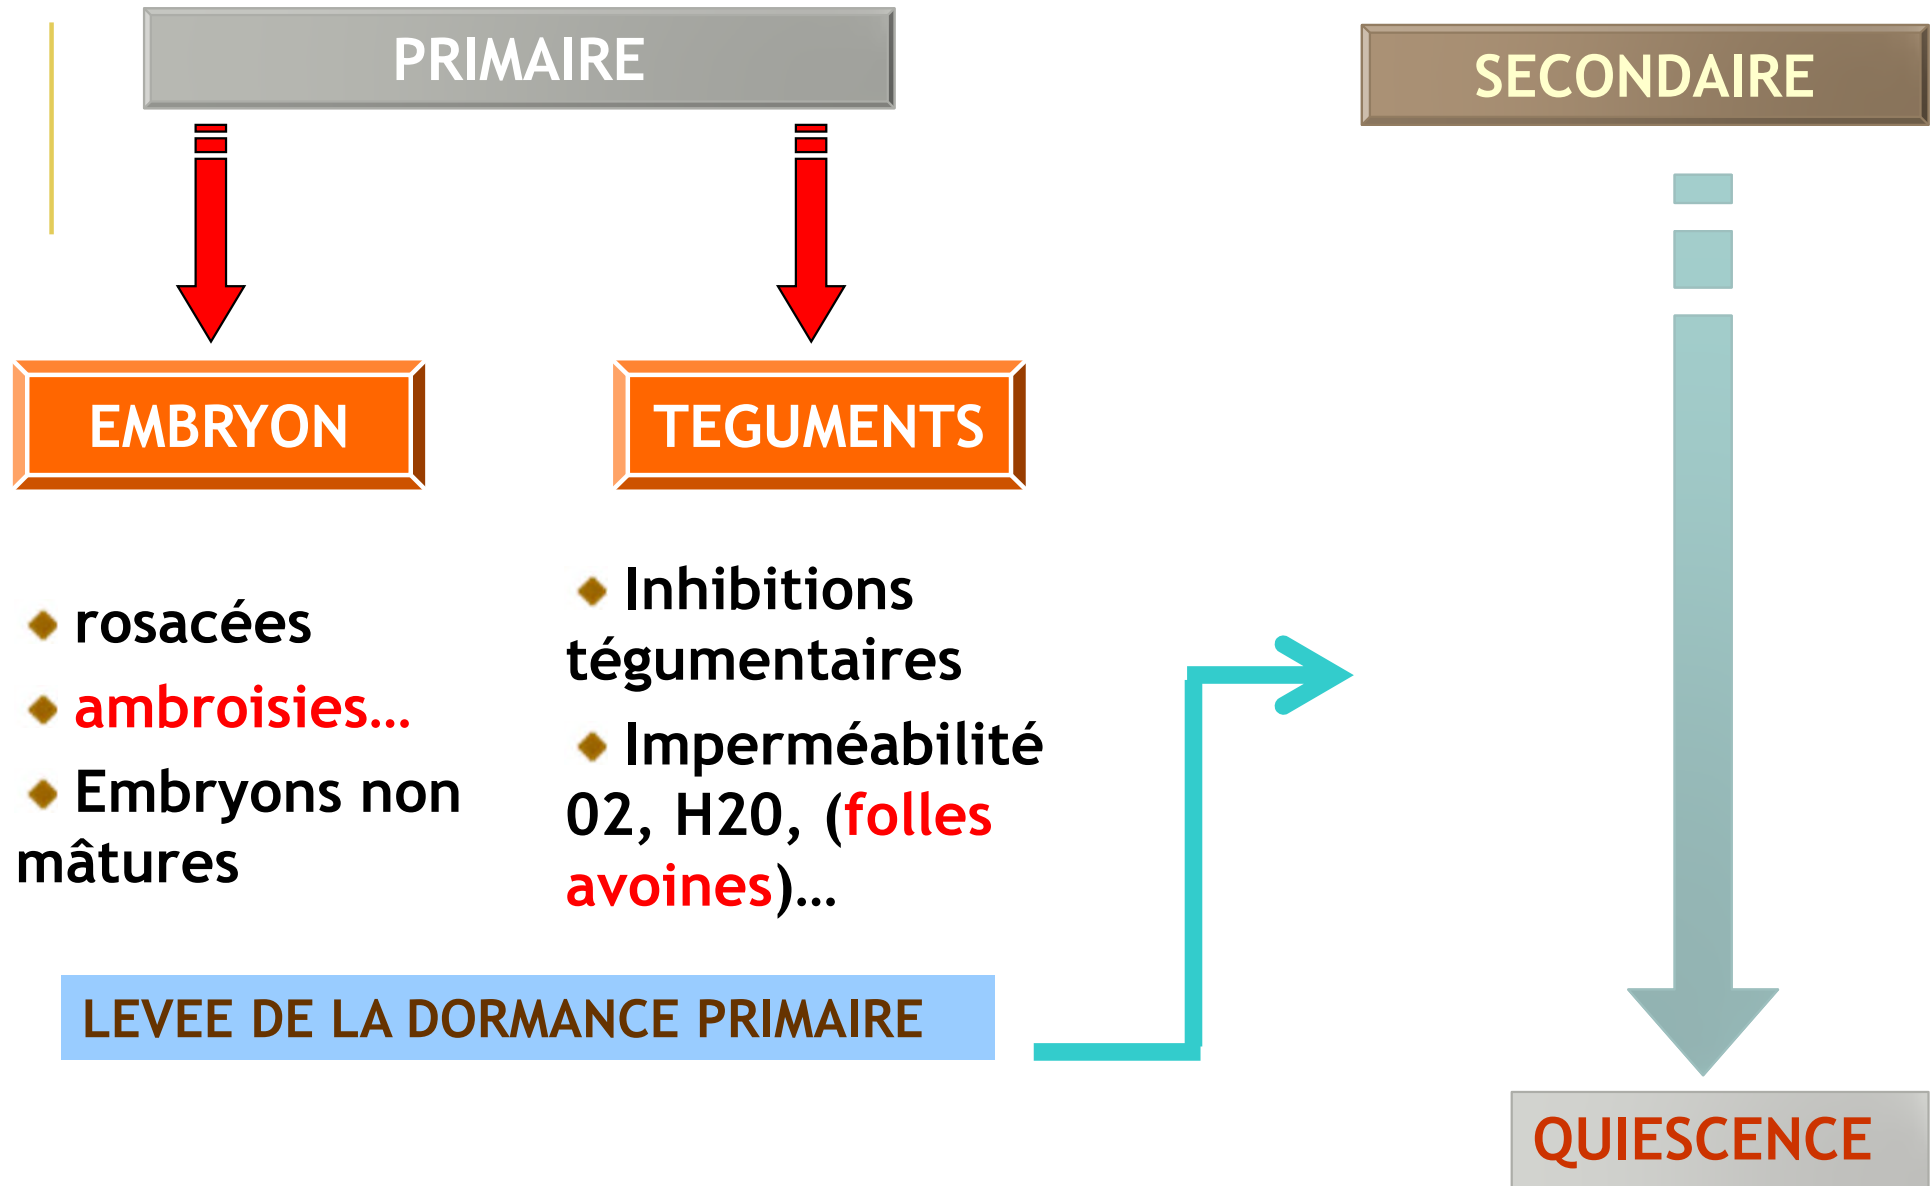 PRIMAIRE
SECONDAIRE
EMBRYON
TEGUMENTS
rosacées
ambroisies…
Embryons non
mâtures
Inhibitions
tégumentaires
Imperméabilité
02, H20, (folles
avoines)…
LEVEE DE LA DORMANCE PRIMAIRE
QUIESCENCE